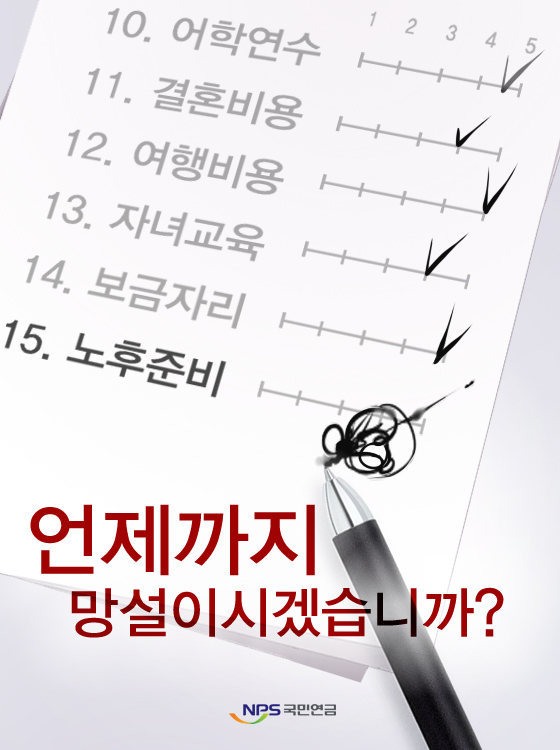 1 2 3 4 5
10. 어학연수
11. 결혼비용
12. 여행비용
13. 자녀교육
14. 보금자리
15. 노후준비
언제까지
망설이시겠습니까?
NPS 국민연금